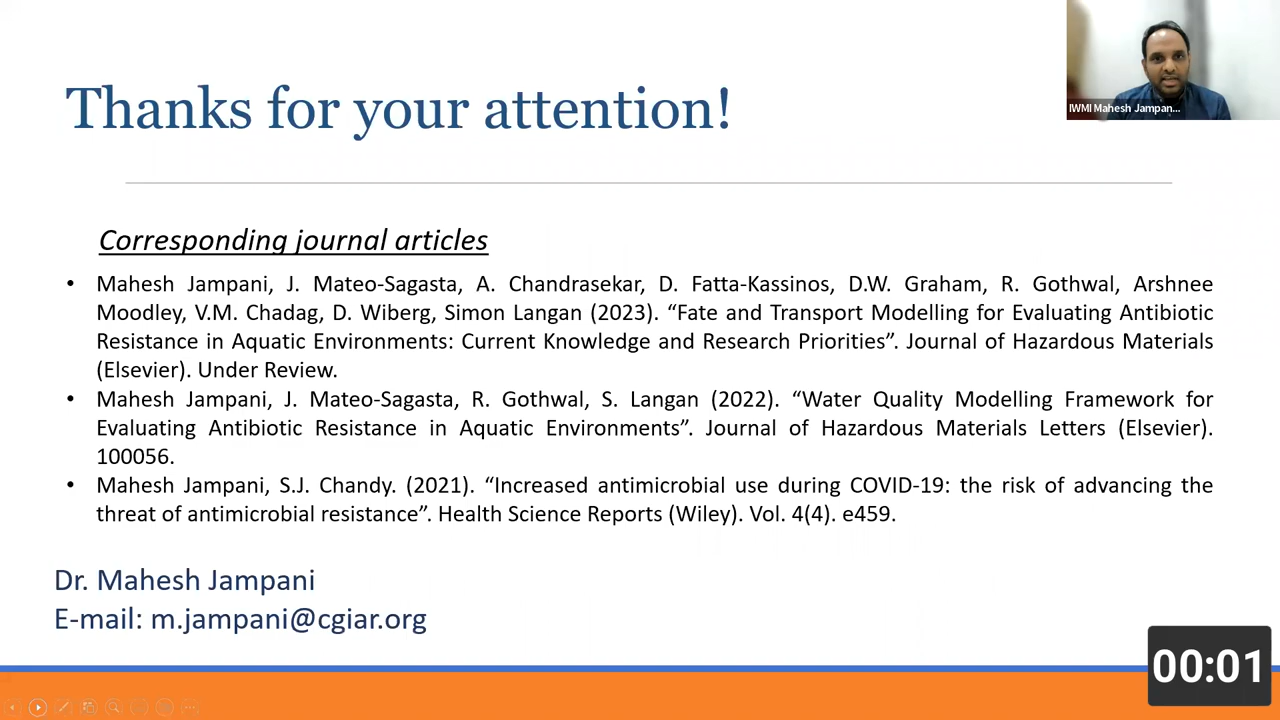 Thanks for your attention!
IWMI Mahesh Jampan...
Corresponding journal articles
• Mahesh Jampani, J. Mateo-Sagasta, A. Chandrasekar, D. Fatta-Kassinos, D.W. Graham, R. Gothwal, Arshnee
Moodley, V.M. Chadag, D. Wiberg, Simon Langan (2023). “Fate and Transport Modelling for Evaluating Antibiotic
Resistance in Aquatic Environments: Current Knowledge and Research Priorities”. Journal of Hazardous Materials
(Elsevier). Under Review.
• Mahesh Jampani, J. Mateo-Sagasta, R. Gothwal, S. Langan (2022). “Water Quality Modelling Framework for
Evaluating Antibiotic Resistance in Aquatic Environments”. Journal of Hazardous Materials Letters (Elsevier).
100056.
• Mahesh Jampani, S.J. Chandy. (2021). “Increased antimicrobial use during COVID-19: the risk of advancing the
threat of antimicrobial resistance”. Health Science Reports (Wiley). Vol. 4(4). e459.
Dr. Mahesh Jampani
E-mail: m.jampani@cgiar.org
00:01